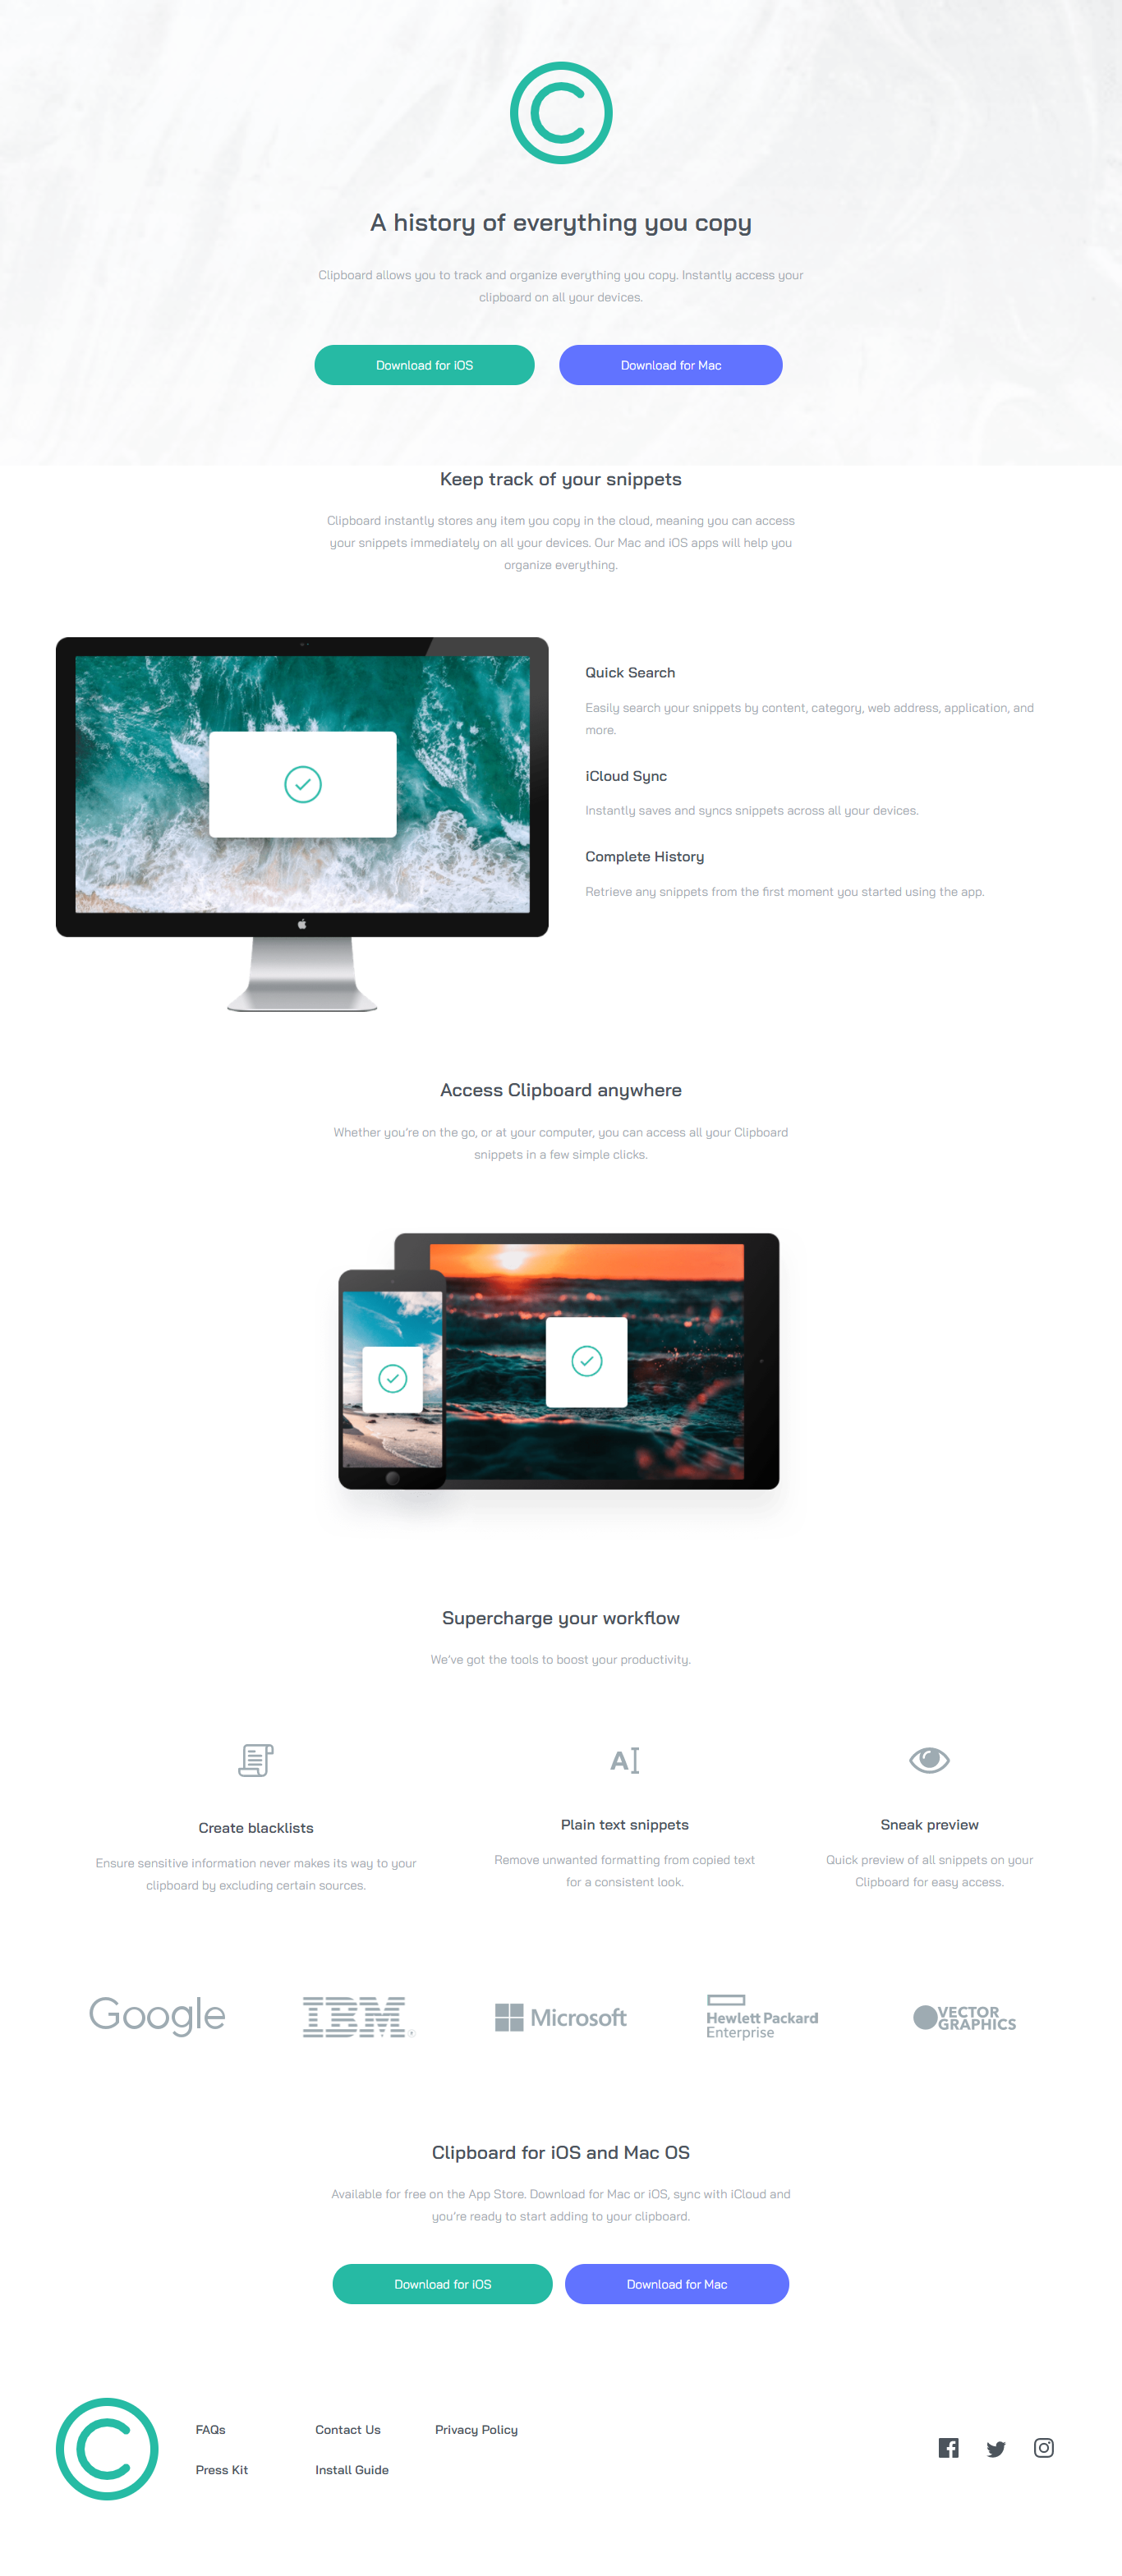 A history of everything you copy
Clipboard allows you to track and organize everything you copy. Instantly access your
clipboard on all your devices.
Download for iOS
Download for Mac
Keep track of your snippets
Clipboard instantly stores any item you copy in the cloud, meaning you can access
your snippets immediately on all your devices. Our Mac and iOS apps will help you
organize everything.
Quick Search
Easily search your snippets by content, category, web address, application, and
more.
iCloud Sync
Instantly saves and syncs snippets across all your devices.
Complete History
Retrieve any snippets from the first moment you started using the app.
Access Clipboard anywhere
Whether you're on the go, or at your computer, you can access all your Clipboard
snippets in a few simple clicks.
Supercharge your workflow
We've got the tools to boost your productivity.
Create blacklists
Ensure sensitive information never makes its way to your
clipboard by excluding certain sources.
Plain text snippets
Remove unwanted formatting from copied text
for a consistent look.
Sneak preview
Quick preview of all snippets on your
Clipboard for easy access.
Google
IBM
Microsoft
Hewlett Packard
Enterprise
VECTOR
GRAPHICS
Clipboard for iOS and Mac OS
Available for free on the App Store. Download for Mac or iOS, sync with iCloud and
you're ready to start adding to your clipboard.
Download for iOS
Download for Mac
FAQs
Contact Us
Privacy Policy
Press Kit
Install Guide